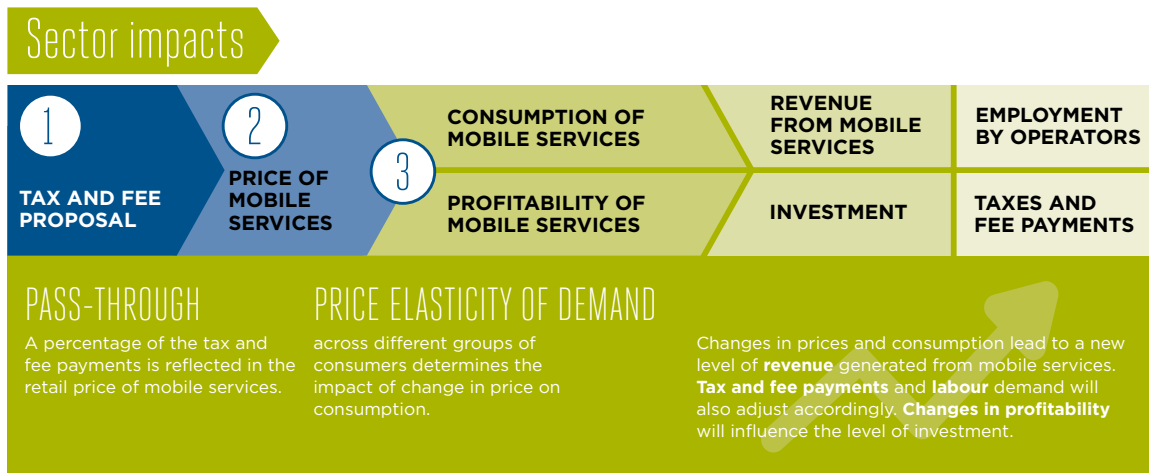 Sector impacts
1
TAX AND FEE
PROPOSAL
2
PRICE OF
MOBILE
SERVICES
3
CONSUMPTION OF
MOBILE SERVICES
PROFITABILITY OF
MOBILE SERVICES
REVENUE
FROM MOBILE
SERVICES
INVESTMENT
EMPLOYMENT
BY OPERATORS
TAXES AND
FEE PAYMENTS
PASS-THROUGH
A percentage of the tax and
fee payments is reflected in the
retail price of mobile services.
PRICE ELASTICITY OF DEMAND
across different groups of
consumers determines the
impact of change in price on
consumption.
Changes in prices and consumption lead to a new
level of revenue generated from mobile services.
Tax and fee payments and labour demand will
also adjust accordingly. Changes in profitability
will influence the level of investment.